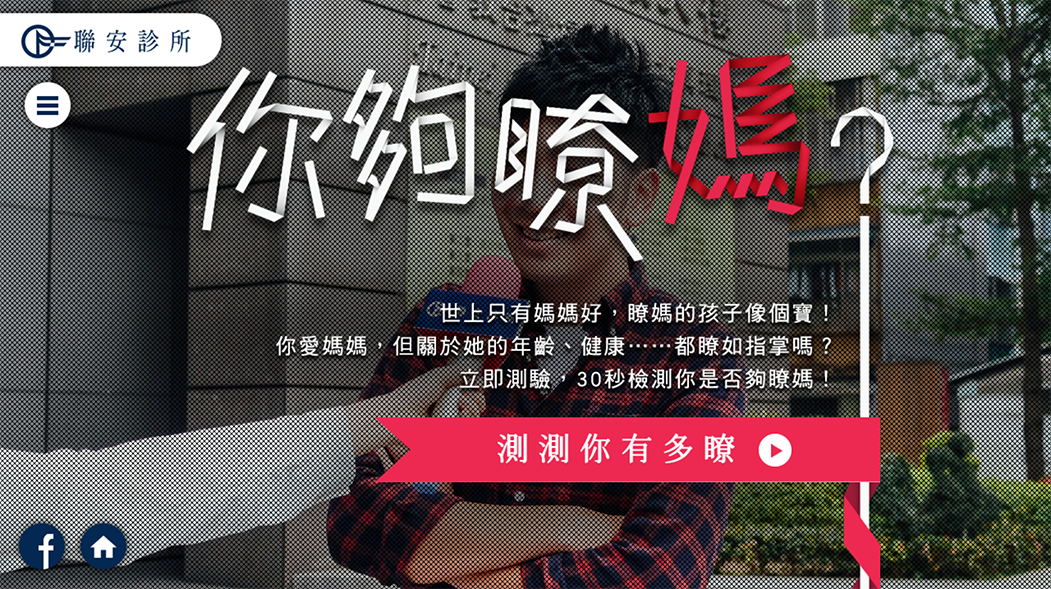 聯安診所
你夠瞭媽?
世上只有媽媽好，瞭媽的孩子像個寶！
你愛媽媽，但關於她的年齡、健康……都瞭如指掌嗎？
立即測驗，30秒檢測你是否夠瞭媽！
測測你有多瞭